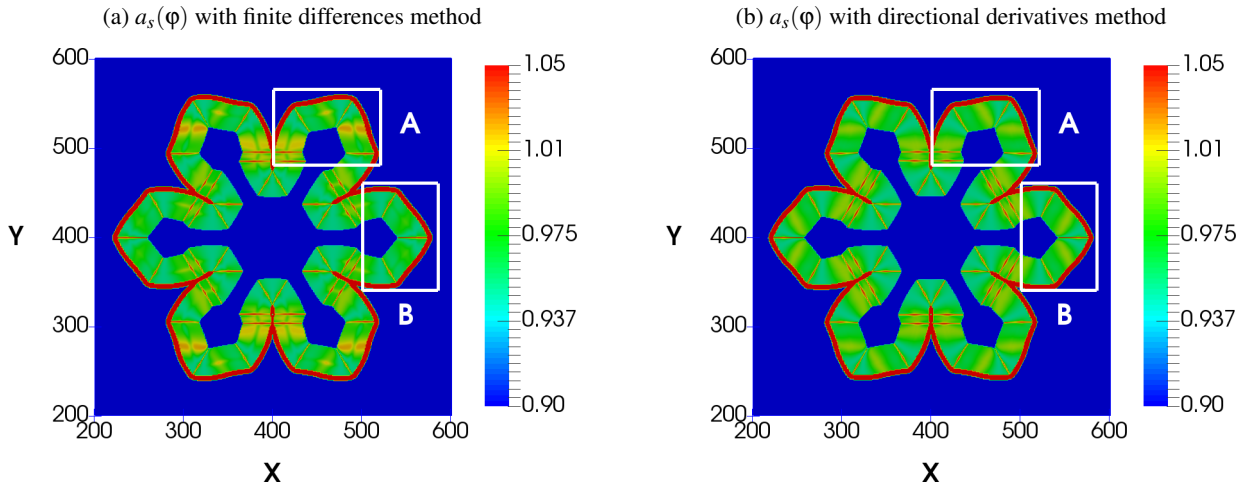 (a) a_s(φ) with finite differences method
(b) a_s(φ) with directional derivatives method
600
500
400
300
200
Y
200 300 400 500 600
X
A
B
1.05
1.01
0.975
0.937
0.90
600
500
400
300
200
Y
200 300 400 500 600
X
A
B
1.05
1.01
0.975
0.937
0.90